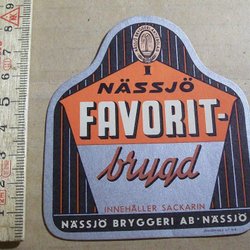 I
NÄSSJÖ
FAVORIT-
brygd
INNEHÅLLER SACKARIN
NÄSSJÖ BRYGGERI AB · NÄSSJÖ